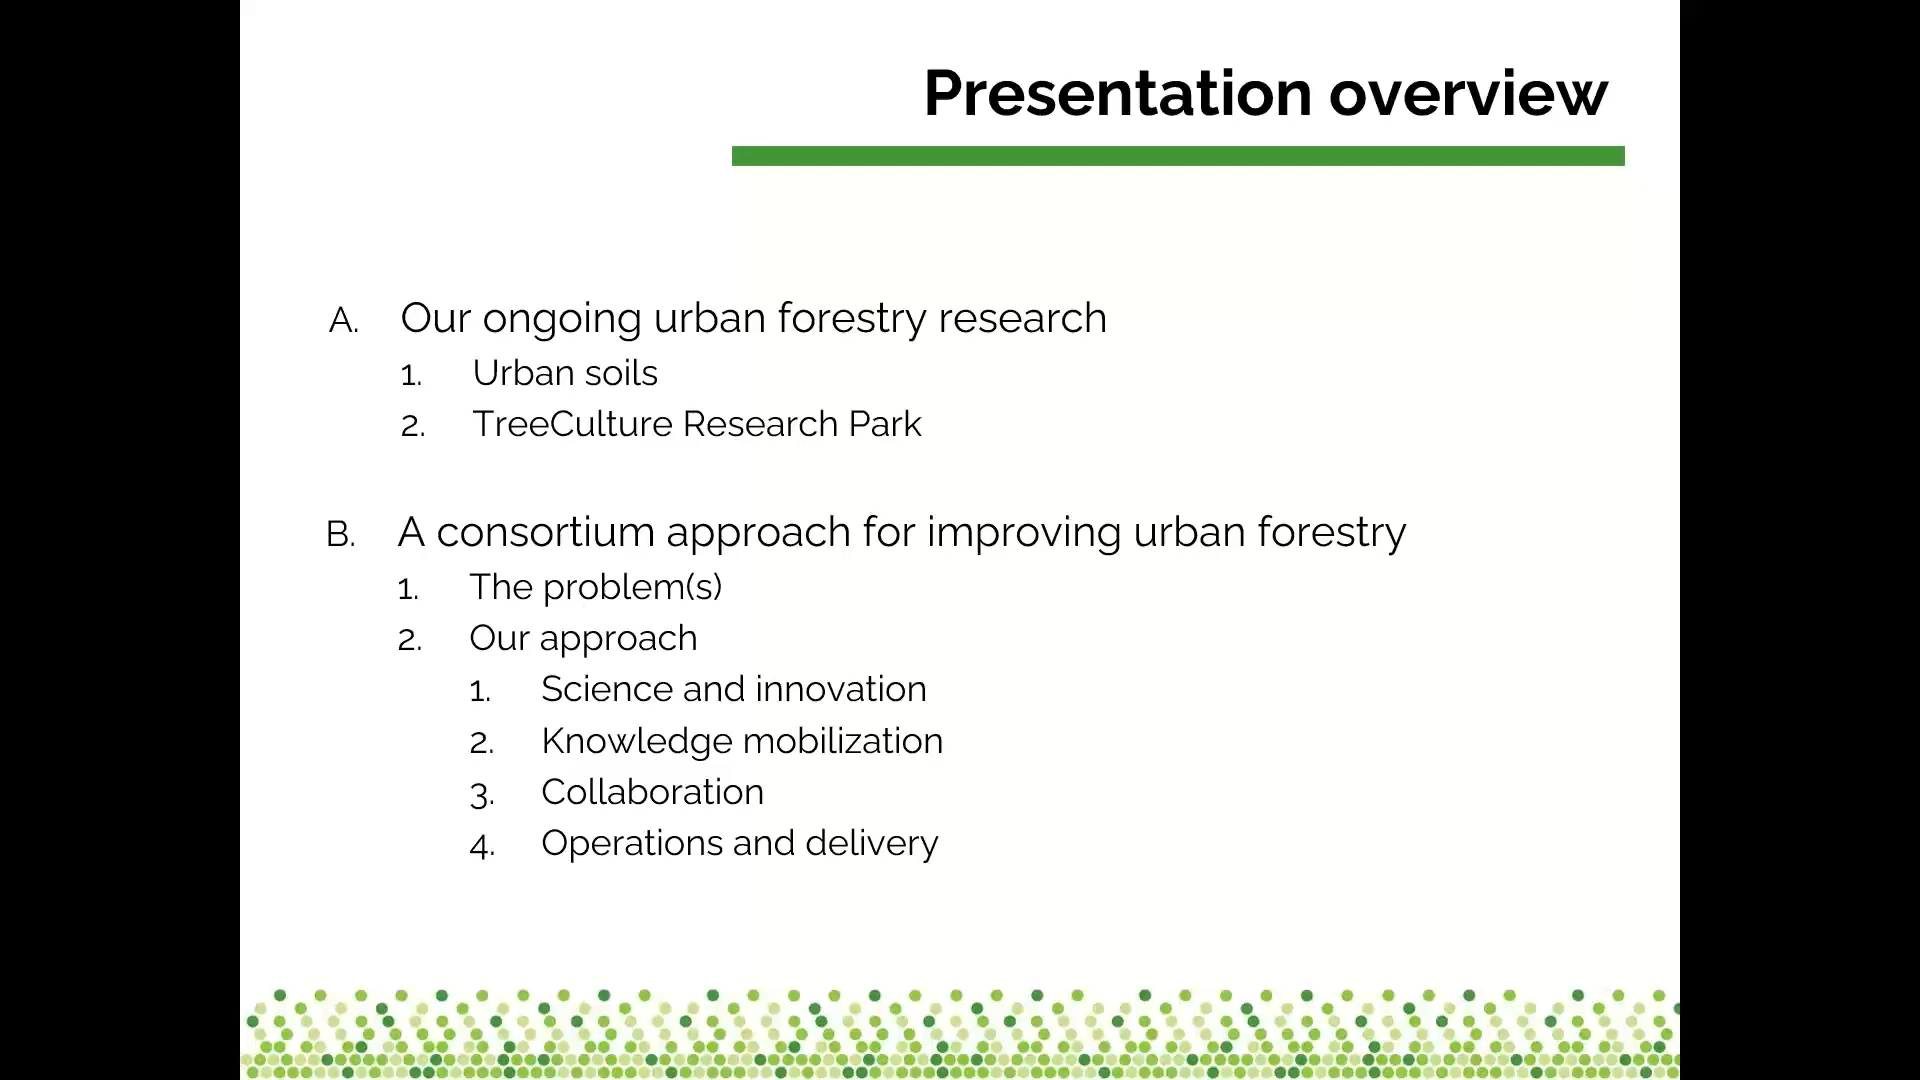 Presentation overview
A. Our ongoing urban forestry research
1. Urban soils
2. TreeCulture Research Park
B. A consortium approach for improving urban forestry
1. The problem(s)
2. Our approach
1. Science and innovation
2. Knowledge mobilization
3. Collaboration
4. Operations and delivery